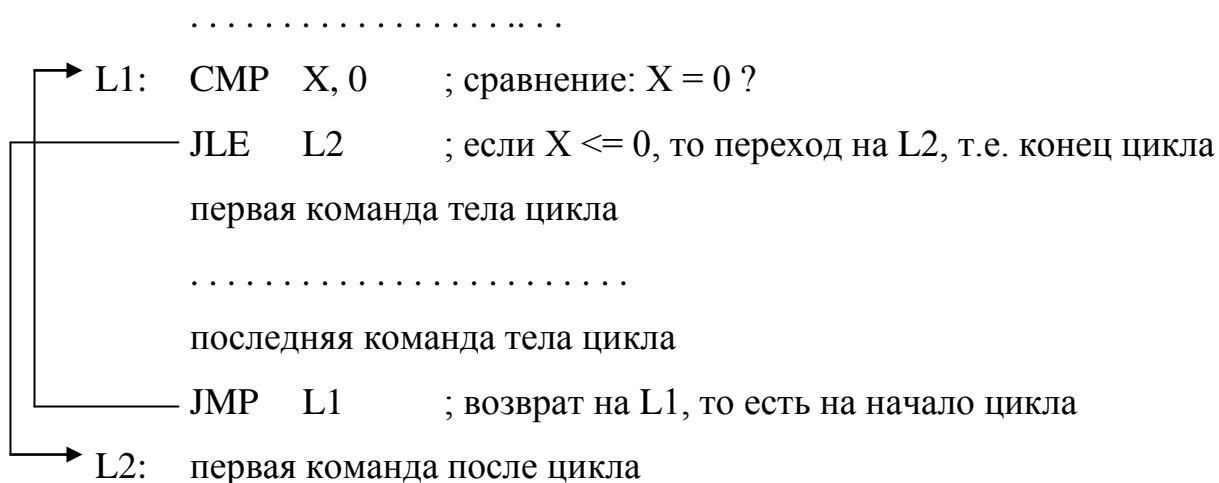 . . . . . . . . . . . . . . . . . . .. . .
L1: CMP X, 0 ; сравнение: X = 0 ?
JLE L2 ; если X <= 0, то переход на L2, т.е. конец цикла
первая команда тела цикла
. . . . . . . . . . . . . . . . . . . . . . . .
последняя команда тела цикла
JMP L1 ; возврат на L1, то есть на начало цикла
L2: первая команда после цикла